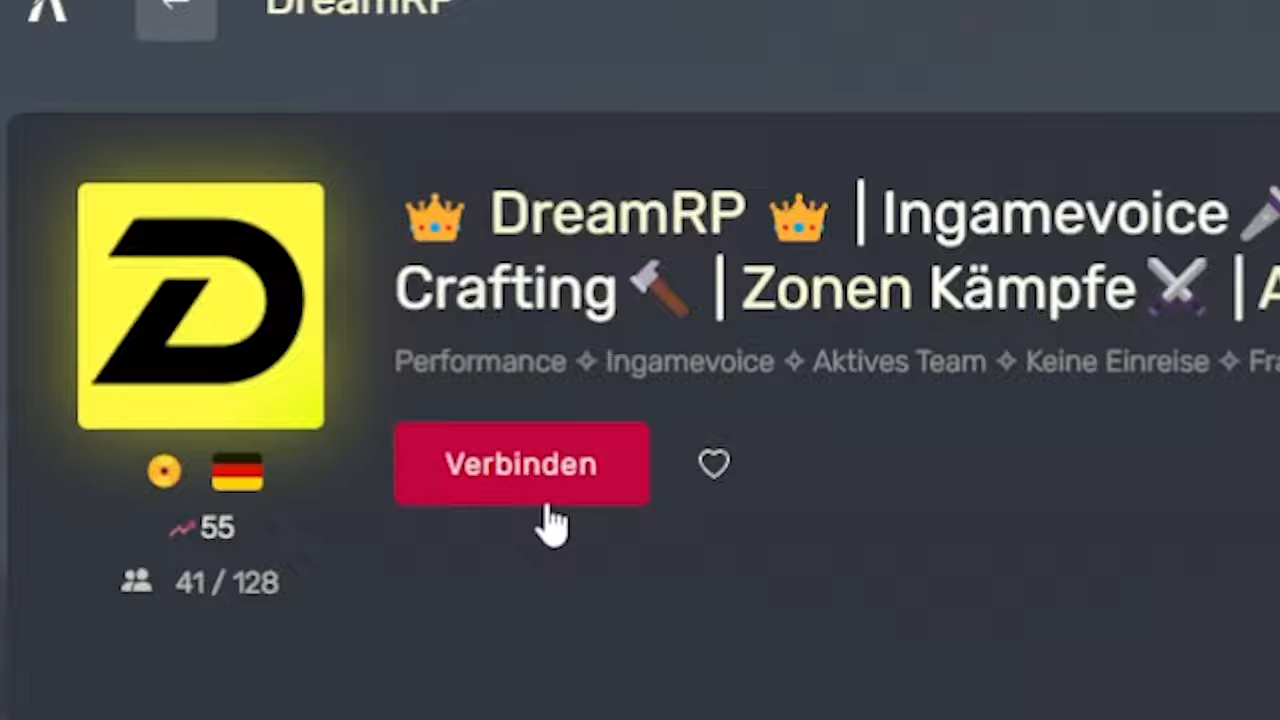 DreamRP
👑 DreamRP 👑 | Ingamevoice
Crafting 🔨 | Zonen Kämpfe ⚔ |
Performance ✧ Ingamevoice ✧ Aktives Team ✧ Keine Einreise ✧
Verbinden
55
41 / 128